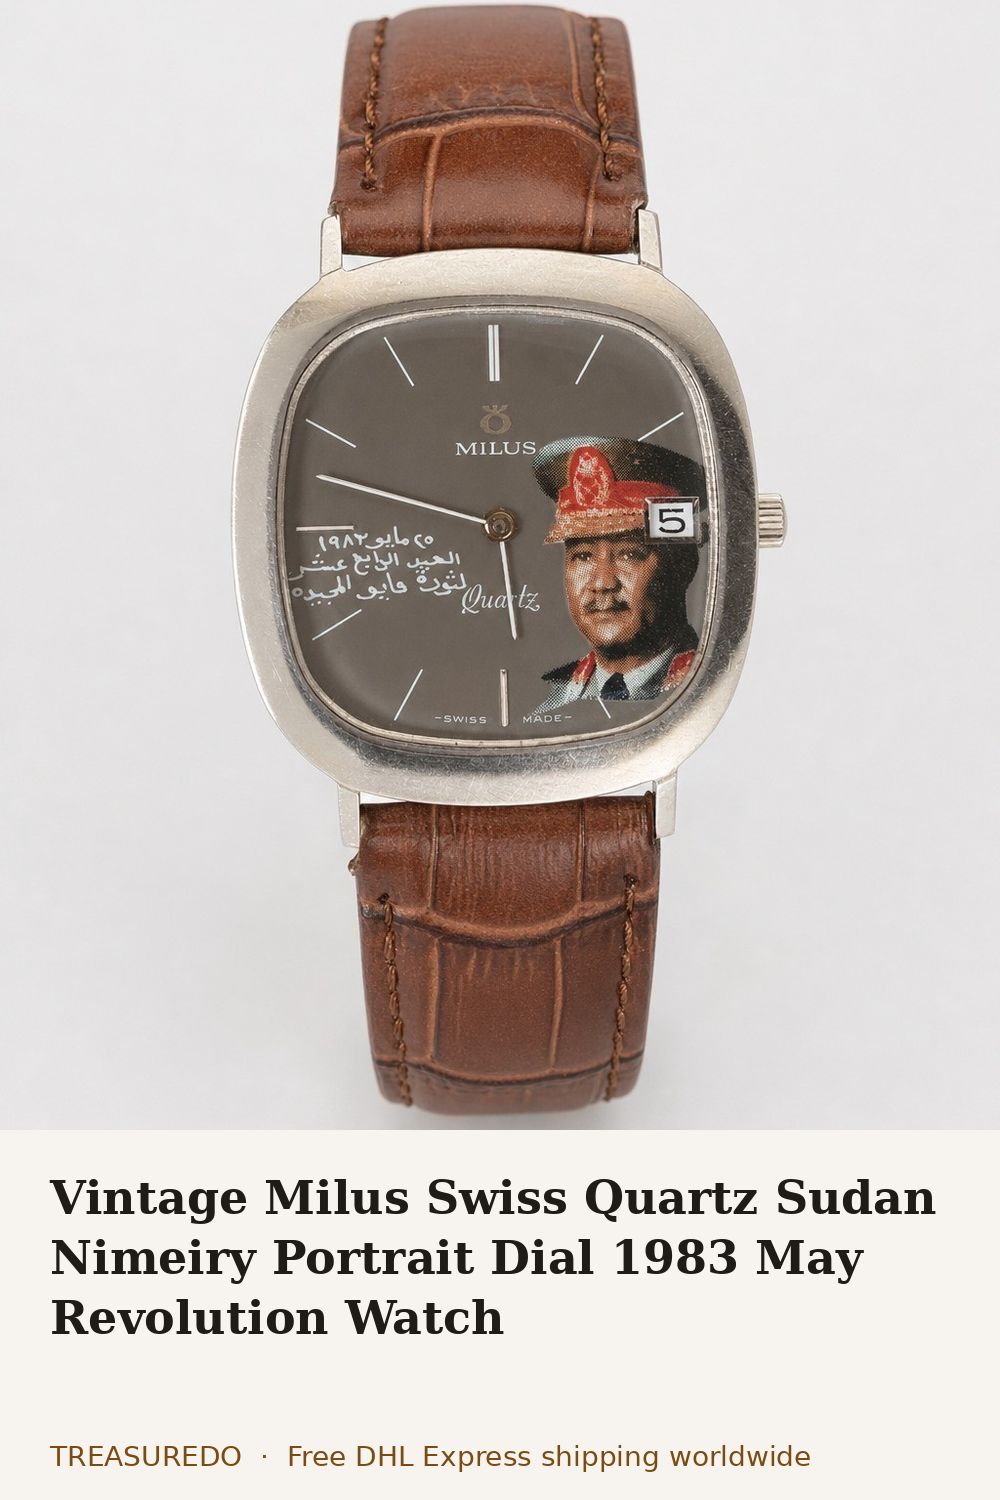 MILUS
5
٢٥ مايو ١٩٨٣
العيد الرابع عشر
لثورة مايو المجيده
Quartz
-SWISS MADE-
Vintage Milus Swiss Quartz Sudan
Nimeiry Portrait Dial 1983 May
Revolution Watch
TREASUREDO · Free DHL Express shipping worldwide